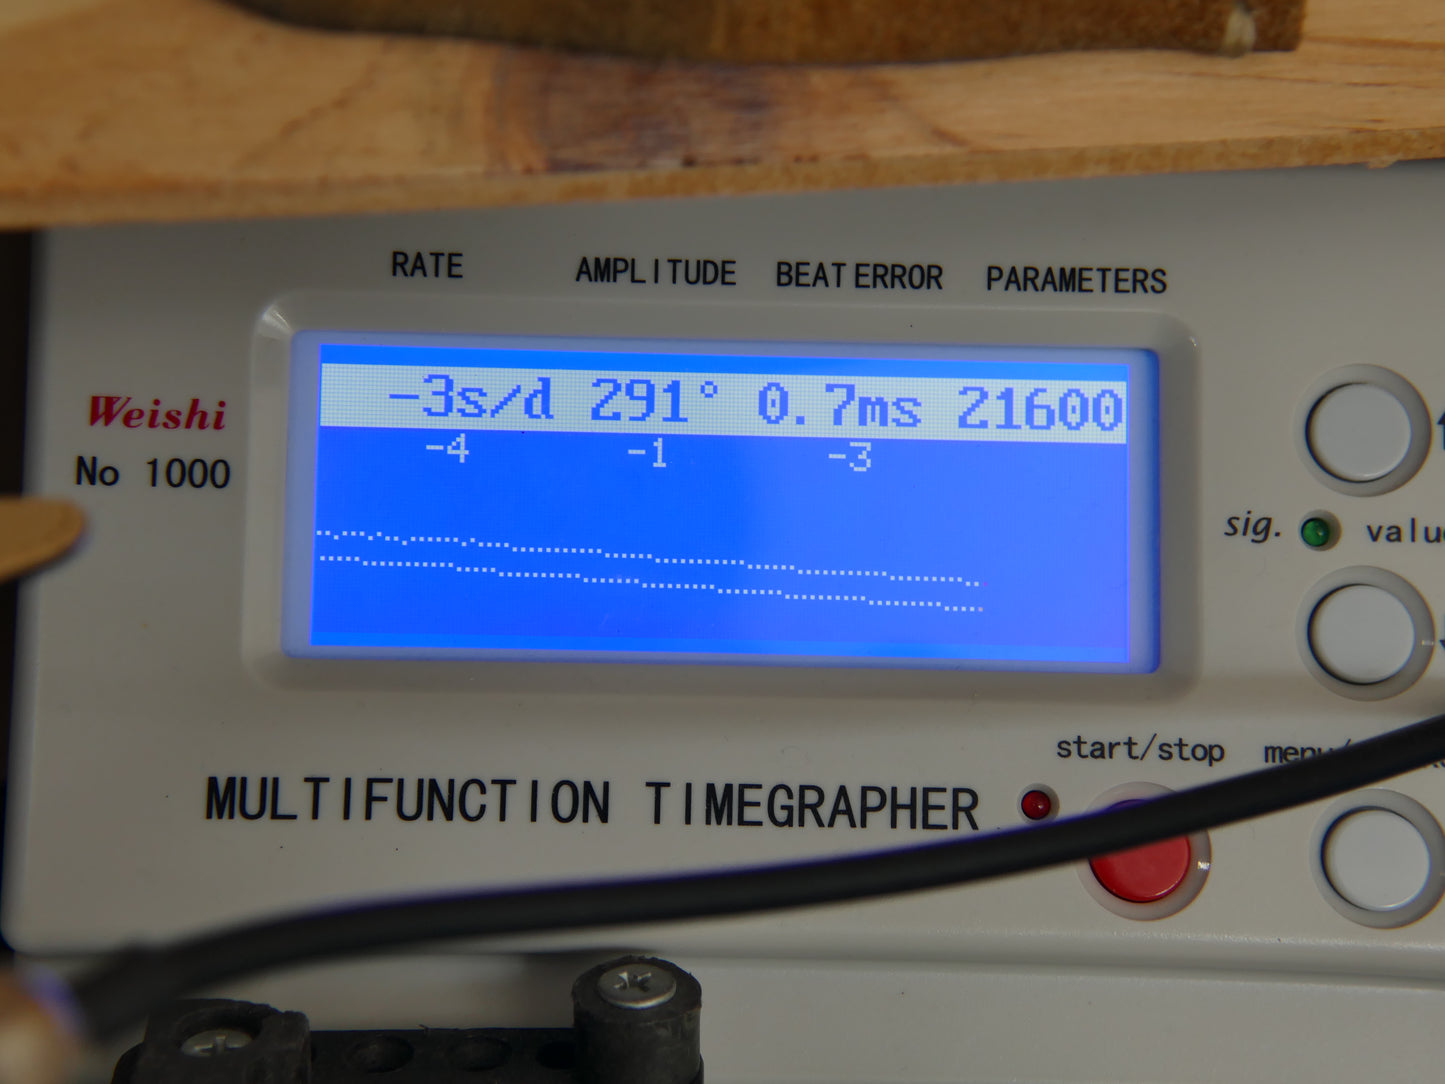 RATE AMPLITUDE BEAT ERROR PARAMETERS
-3s/d 291° 0.7ms 21600
-4 -1 -3
Weishi
No 1000
sig.
start/stop
MULTIFUNCTION TIMEGRAPHER